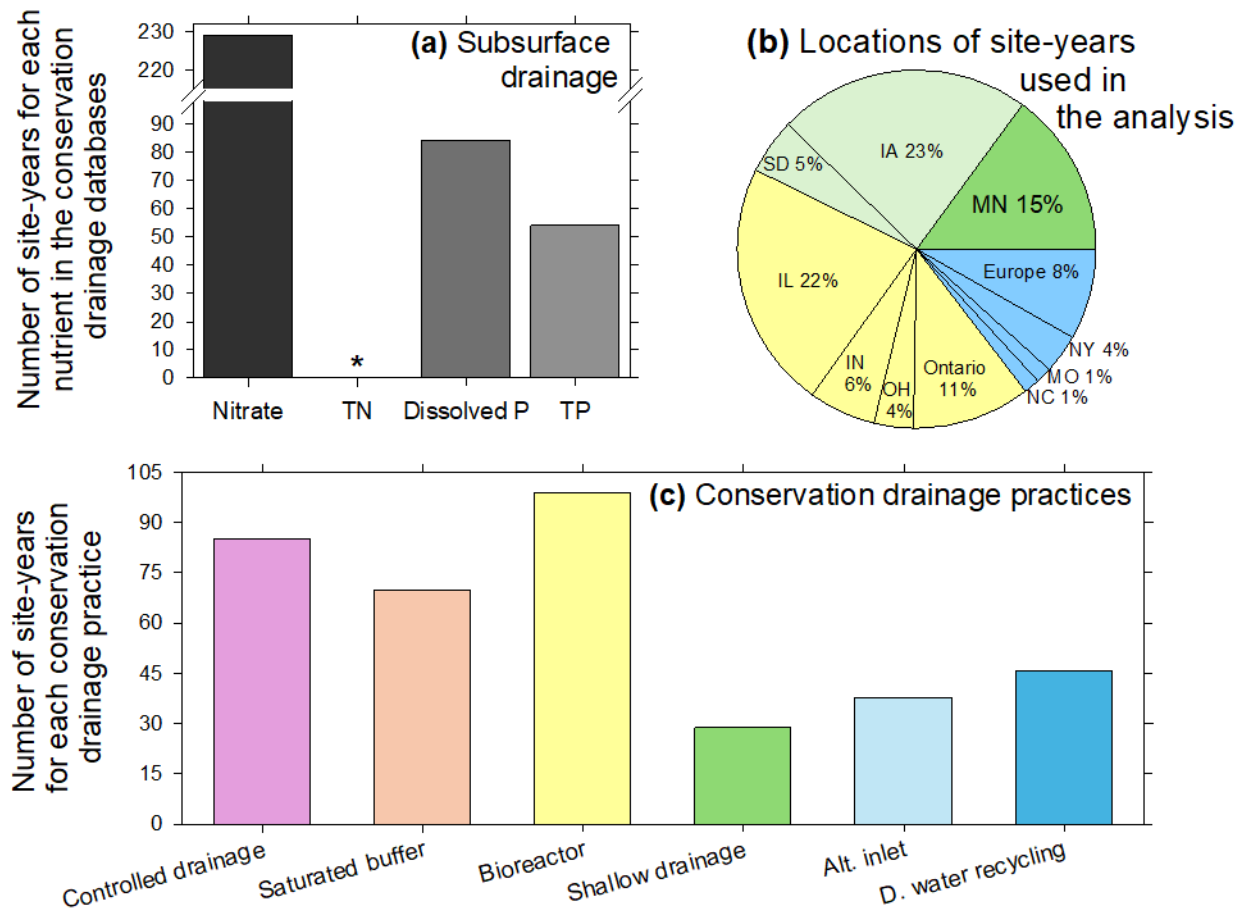 Number of site-years for each
nutrient in the conservation
drainage databases
230
220
90
80
70
60
50
40
30
20
10
0
(a) Subsurface
drainage
*
Nitrate
TN
Dissolved P
TP
(b) Locations of site-years
used in
the analysis
SD 5%
IA 23%
MN 15%
IL 22%
Europe 8%
IN
6%
OH
4%
Ontario
11%
NY 4%
MO 1%
NC 1%
Number of site-years
for each conservation
drainage practice
105
90
75
60
45
30
15
0
(c) Conservation drainage practices
Controlled drainage
Saturated buffer
Bioreactor
Shallow drainage
Alt. inlet
D. water recycling